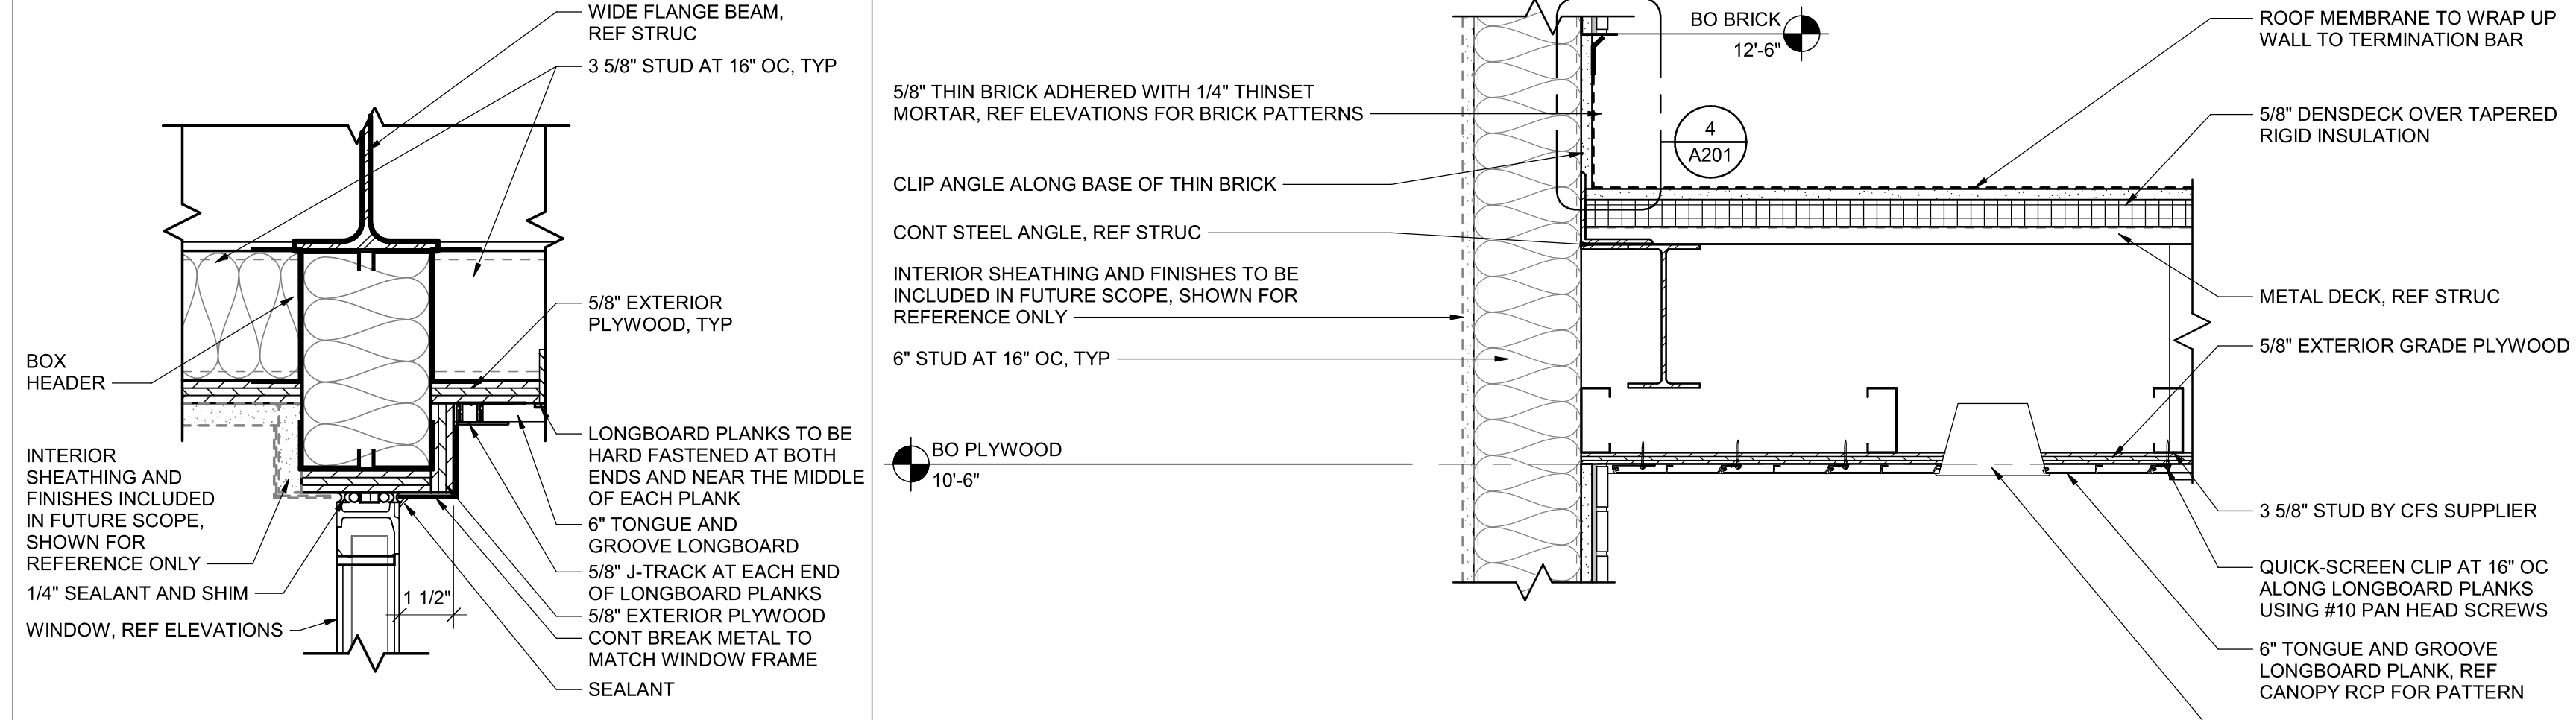 WIDE FLANGE BEAM,
REF STRUC
3 5/8" STUD AT 16" OC, TYP
5/8" EXTERIOR
PLYWOOD, TYP
BOX
HEADER
LONGBOARD PLANKS TO BE
HARD FASTENED AT BOTH
ENDS AND NEAR THE MIDDLE
OF EACH PLANK
INTERIOR
SHEATHING AND
FINISHES INCLUDED
IN FUTURE SCOPE,
SHOWN FOR
REFERENCE ONLY
6" TONGUE AND
GROOVE LONGBOARD
5/8" J-TRACK AT EACH END
OF LONGBOARD PLANKS
1/4" SEALANT AND SHIM
1 1/2"
5/8" EXTERIOR PLYWOOD
WINDOW, REF ELEVATIONS
CONT BREAK METAL TO
MATCH WINDOW FRAME
SEALANT
BO BRICK
12'-6"
5/8" THIN BRICK ADHERED WITH 1/4" THINSET
MORTAR, REF ELEVATIONS FOR BRICK PATTERNS
4
A201
CLIP ANGLE ALONG BASE OF THIN BRICK
CONT STEEL ANGLE, REF STRUC
INTERIOR SHEATHING AND FINISHES TO BE
INCLUDED IN FUTURE SCOPE, SHOWN FOR
REFERENCE ONLY
6" STUD AT 16" OC, TYP
BO PLYWOOD
10'-6"
ROOF MEMBRANE TO WRAP UP
WALL TO TERMINATION BAR
5/8" DENSDECK OVER TAPERED
RIGID INSULATION
METAL DECK, REF STRUC
5/8" EXTERIOR GRADE PLYWOOD
3 5/8" STUD BY CFS SUPPLIER
QUICK-SCREEN CLIP AT 16" OC
ALONG LONGBOARD PLANKS
USING #10 PAN HEAD SCREWS
6" TONGUE AND GROOVE
LONGBOARD PLANK, REF
CANOPY RCP FOR PATTERN